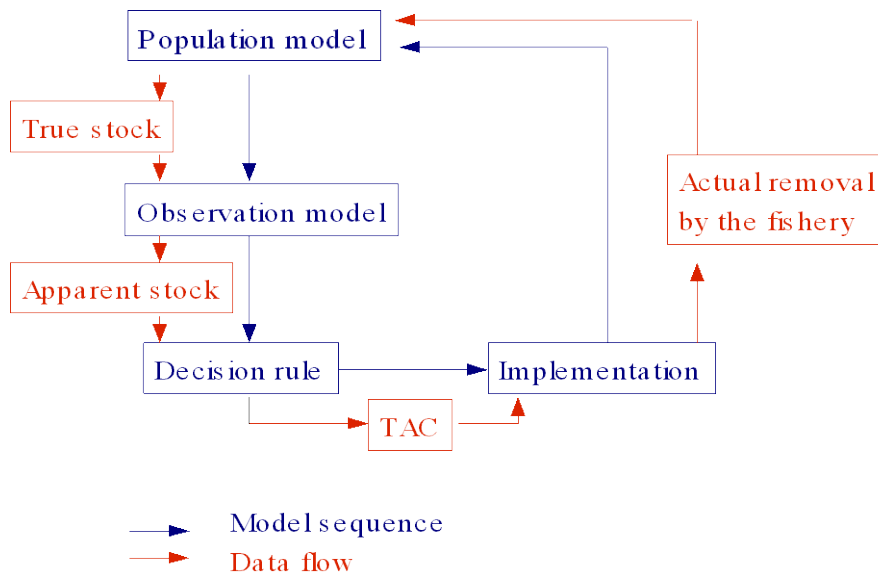 Population model
True stock
Observation model
Actual removal
by the fishery
Apparent stock
Decision rule
Implementation
TAC
Model sequence
Data flow